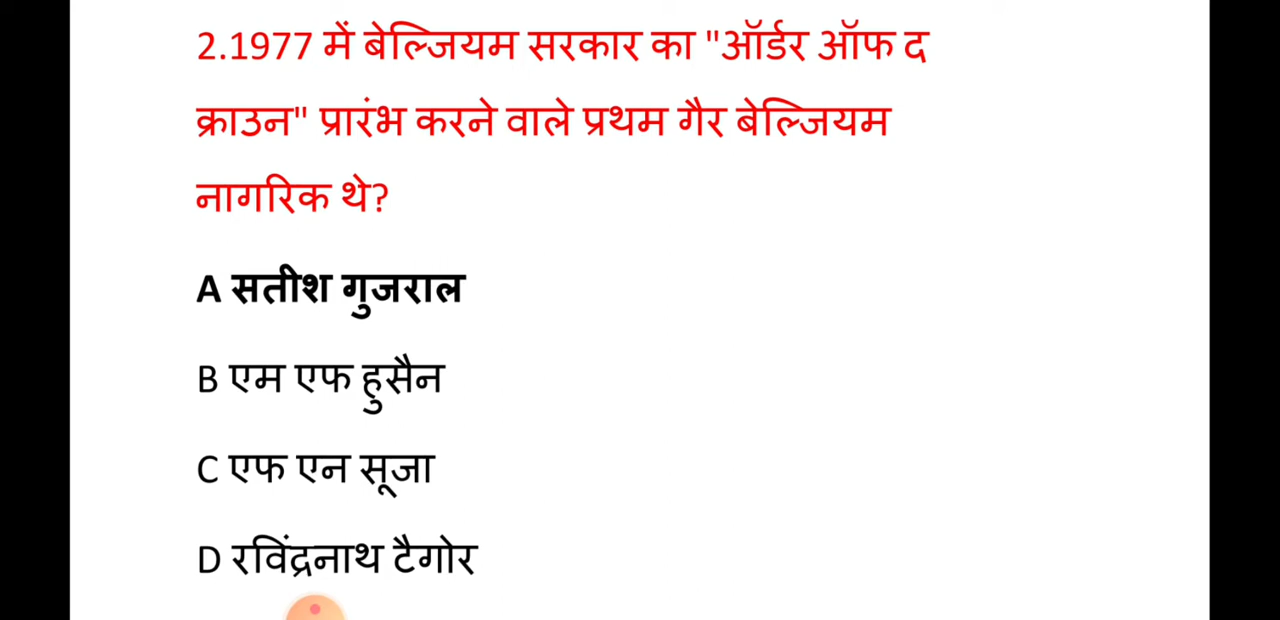 2.1977 में बेल्जियम सरकार का "ऑर्डर ऑफ द
क्राउन" प्रारंभ करने वाले प्रथम गैर बेल्जियम
नागरिक थे?
A सतीश गुजराल
B एम एफ हुसैन
C एफ एन सूजा
D रविंद्रनाथ टैगोर